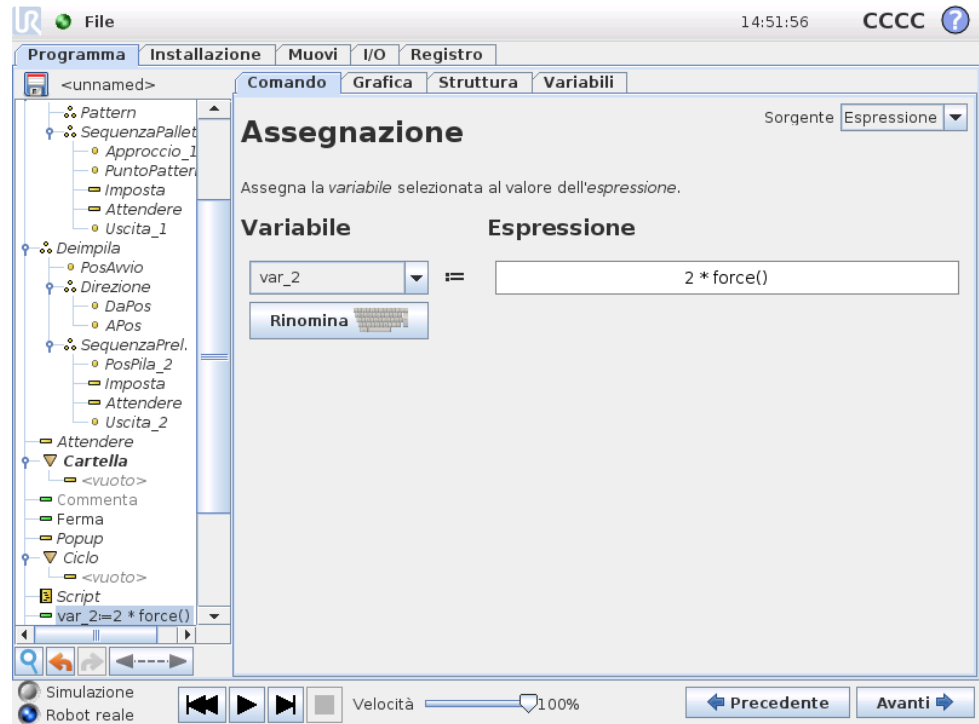 UR File 14:51:56 CCCC ?
Programma Installazione Muovi I/O Registro
<unnamed> Comando Grafica Struttura Variabili
Pattern
SequenzaPallet
Approccio_1
PuntoPatter
Imposta
Attendere
Uscita_1
Deimpila
PosAvvio
Direzione
DaPos
APos
SequenzaPrel.
PosPila_2
Imposta
Attendere
Uscita_2
Attendere
Cartella
<vuoto>
Commenta
Ferma
Popup
Ciclo
<vuoto>
Script
var_2:=2 * force()
Assegnazione
Sorgente Espressione
Assegna la variabile selezionata al valore dell'espressione.
Variabile Espressione
var_2 := 2 * force()
Rinomina
Simulazione
Robot reale
Velocità 100%
Precedente Avanti